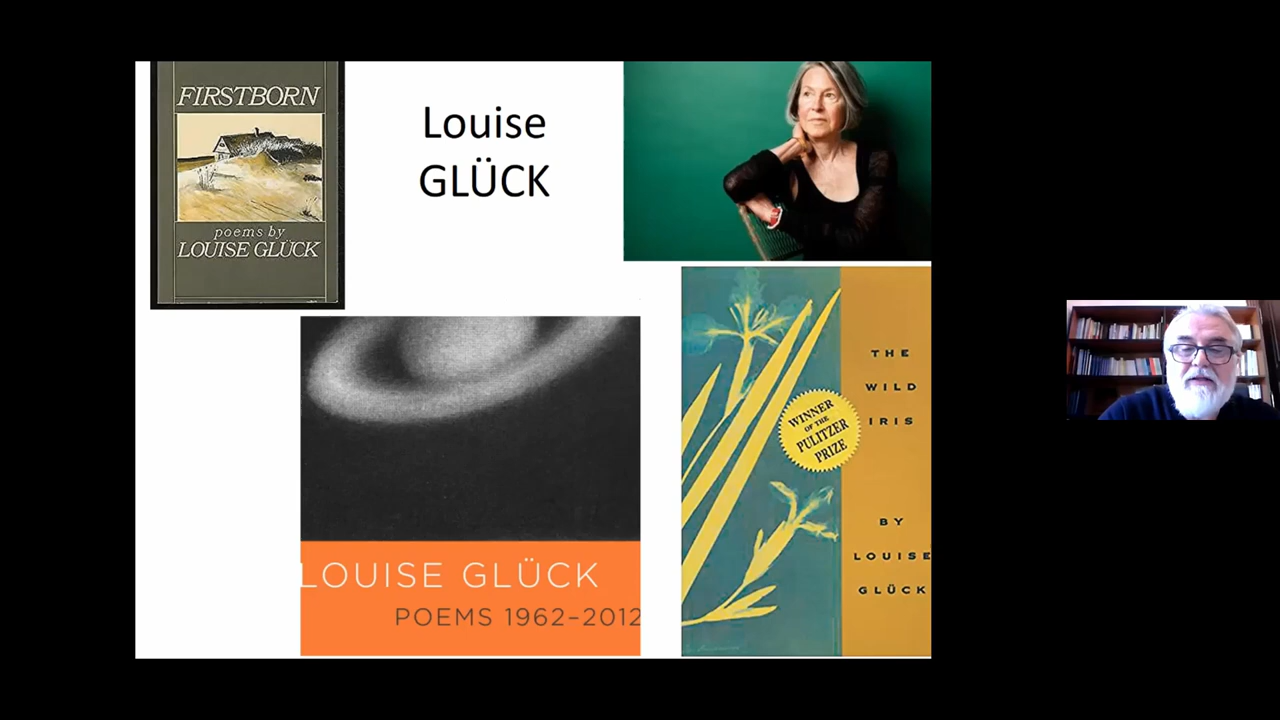 FIRSTBORN
poems by
LOUISE GLÜCK
Louise
GLÜCK
LOUISE GLÜCK
POEMS 1962–2012
WINNER
OF THE
PULITZER
PRIZE
THE
WILD
IRIS
BY
LOUISE
GLÜCK